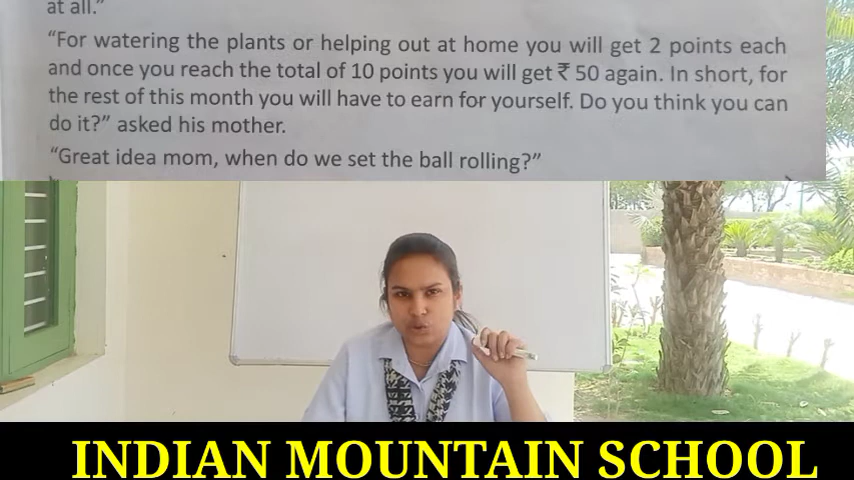 at all.”
“For watering the plants or helping out at home you will get 2 points each
and once you reach the total of 10 points you will get ₹ 50 again. In short, for
the rest of this month you will have to earn for yourself. Do you think you can
do it?” asked his mother.
“Great idea mom, when do we set the ball rolling?”
INDIAN MOUNTAIN SCHOOL